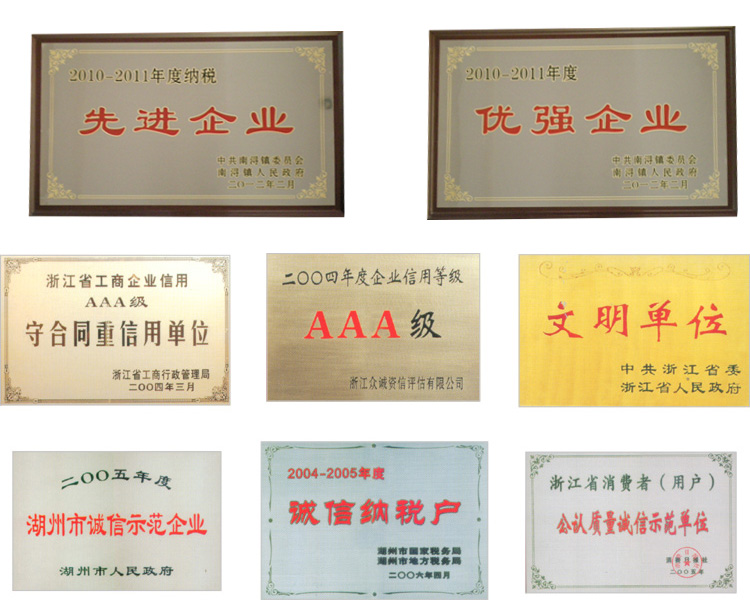 2010-2011年度纳税
先进企业
中共南浔镇委员会
南浔镇人民政府
二〇一二年二月
2010-2011年度
优强企业
中共南浔镇委员会
南浔镇人民政府
二〇一二年二月
浙江省工商企业信用
AAA级
守合同重信用单位
浙江省工商行政管理局
二〇〇四年三月
二〇〇四年度企业信用等级
AAA级
浙江众诚资信评估有限公司
文明单位
中共浙江省委
浙江省人民政府
二〇〇五年度
湖州市诚信示范企业
湖州市人民政府
2004-2005年度
诚信纳税户
湖州市国家税务局
湖州市地方税务局
二〇〇六年四月
浙江省消费者（用户）
公认质量诚信示范单位
二〇〇五年